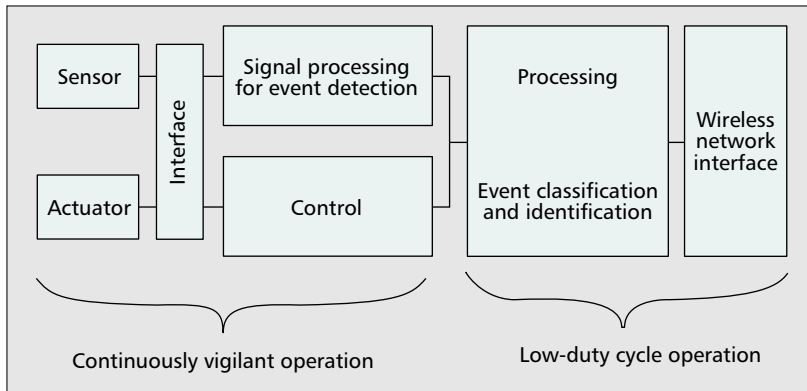 Sensor
Actuator
Interface
Signal processing
for event detection
Control
Processing
Event classification
and identification
Wireless
network
interface
Continuously vigilant operation
Low-duty cycle operation